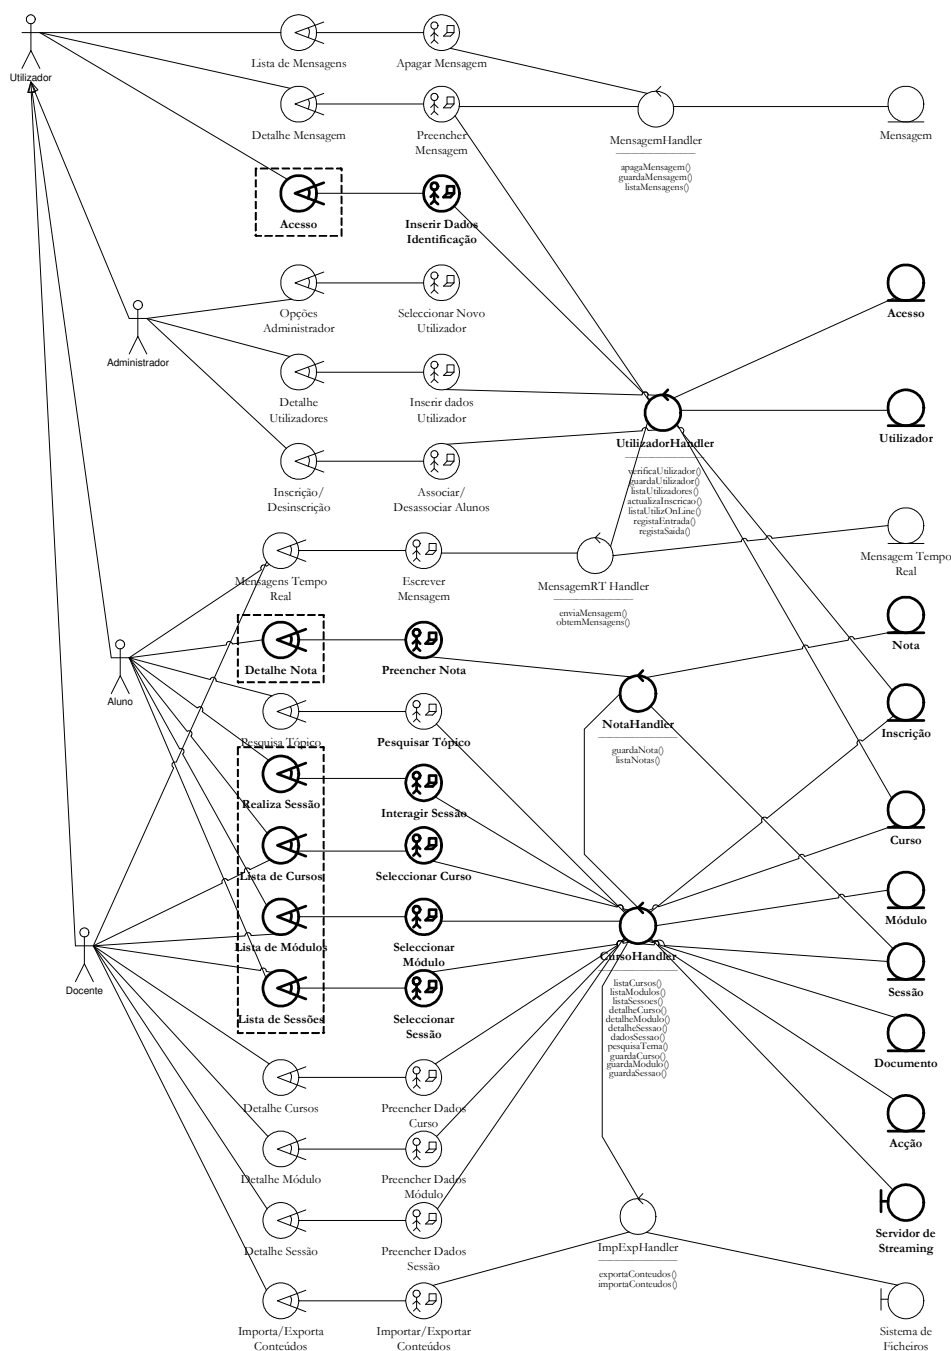 Utilizador
Lista de Mensagens
Apagar Mensagem
Detalhe Mensagem
Preencher
Mensagem
MensagemHandler
apagaMensagem()
guardaMensagem()
listaMensagens()
Mensagem
Acesso
Inserir Dados
Identificação
Opções
Administrador
Seleccionar Novo
Utilizador
Acesso
Administrador
Detalhe
Utilizadores
Inserir dados
Utilizador
UtilizadorHandler
verificaUtilizador()
guardaUtilizador()
listaUtilizadores()
actualizaInscricao()
listaUtilizOnLine()
registaEntrada()
registaSaida()
Utilizador
Inscrição/
Desinscrição
Associar/
Desassociar Alunos
Mensagens Tempo
Real
Escrever
Mensagem
MensagemRT Handler
enviaMensagem()
obtemMensagens()
Mensagem Tempo
Real
Aluno
Detalhe Nota
Preencher Nota
NotaHandler
guardaNota()
listaNotas()
Nota
Inscrição
Pesquisa Tópico
Pesquisar Tópico
Realiza Sessão
Interagir Sessão
Lista de Cursos
Seleccionar Curso
Curso
Módulo
Docente
Lista de Módulos
Seleccionar
Módulo
CursoHandler
listaCursos()
listaModulos()
listaSessoes()
detalheCurso()
detalheModulo()
detalheSessao()
dadosSessao()
pesquisaTema()
guardaCurso()
guardaModulo()
guardaSessao()
Sessão
Lista de Sessões
Seleccionar
Sessão
Documento
Detalhe Cursos
Preencher Dados
Curso
Acção
Detalhe Módulo
Preencher Dados
Módulo
Detalhe Sessão
Preencher Dados
Sessão
ImpExpHandler
exportaConteudos()
importaConteudos()
Servidor de
Streaming
Importa/Exporta
Conteúdos
Importar/Exportar
Conteúdos
Sistema de
Ficheiros